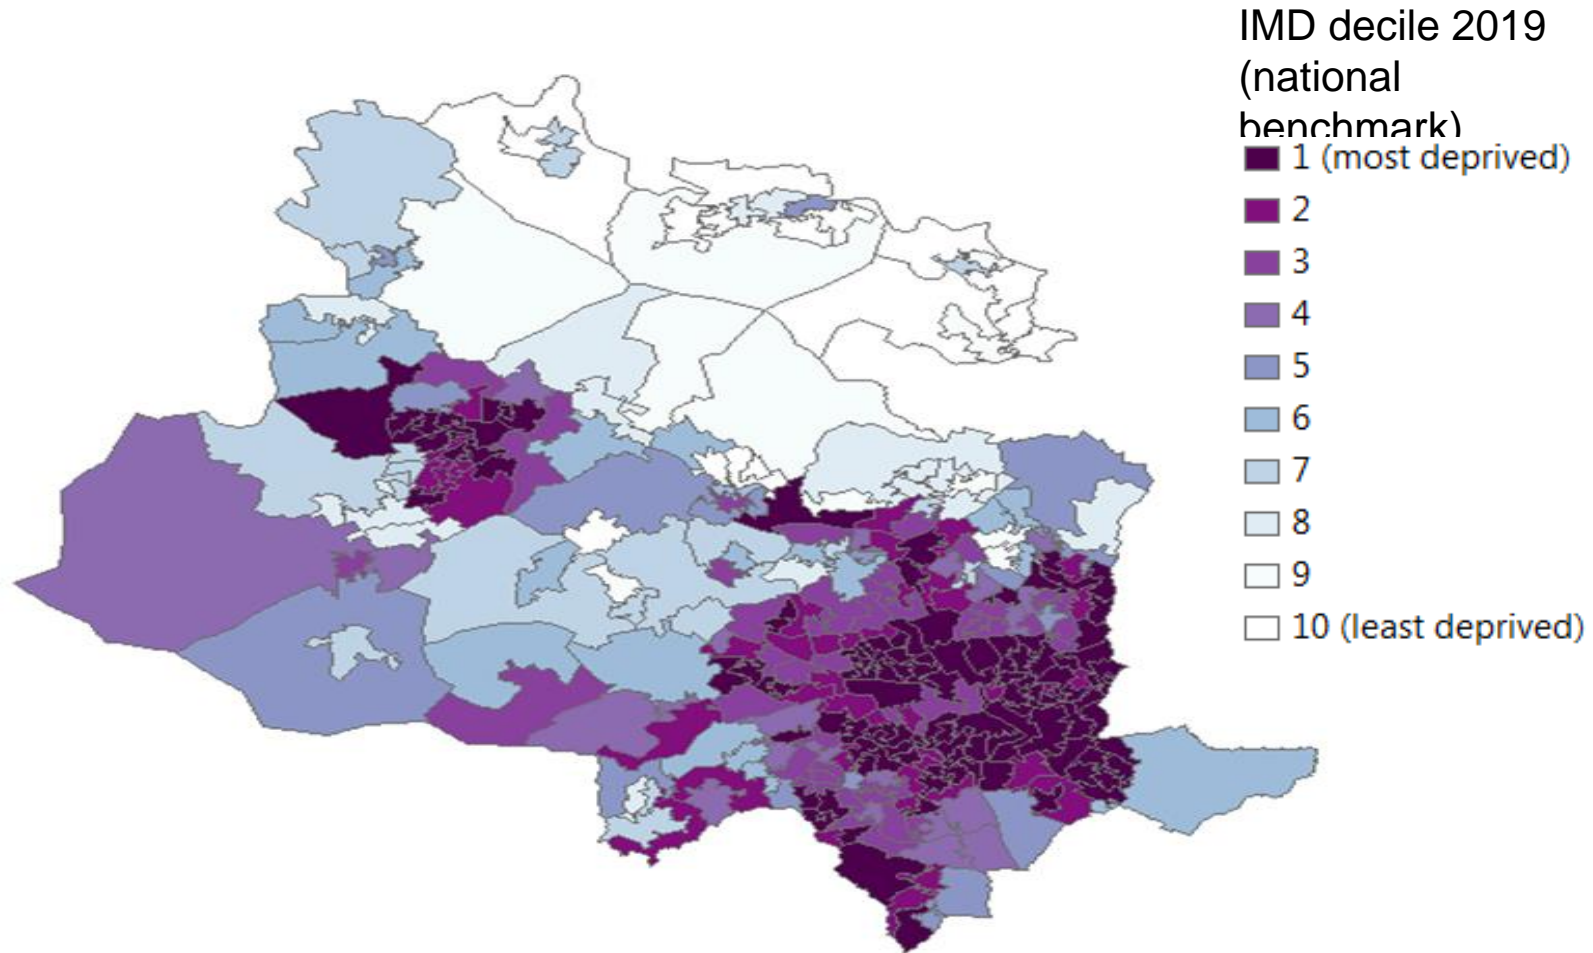 IMD decile 2019
(national
benchmark)
1 (most deprived)
2
3
4
5
6
7
8
9
10 (least deprived)